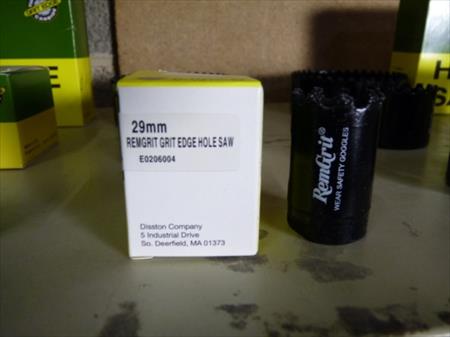 29mm
REMGRIT GRIT EDGE HOLE SAW
E0206004
Disston Company
5 Industrial Drive
So. Deerfield, MA 01373
RemGrit®
WEAR SAFETY GOGGLES
H
SAW